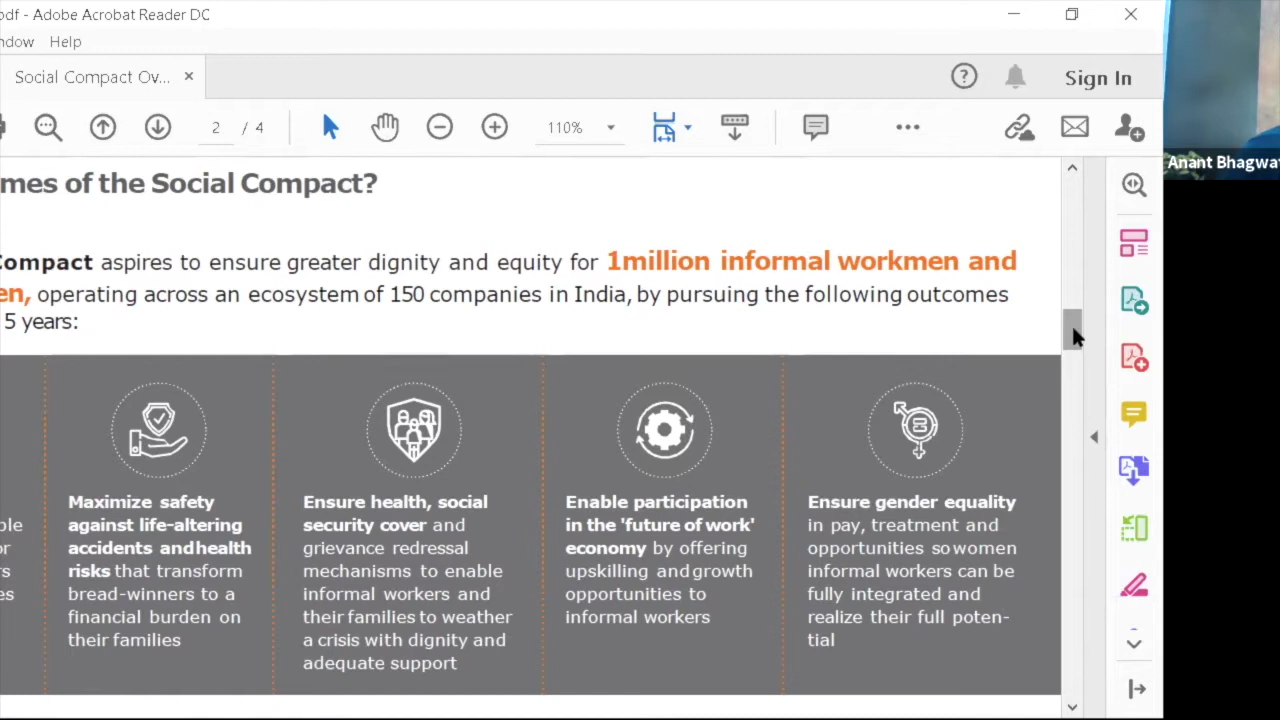 pdf - Adobe Acrobat Reader DC
ndow Help
Social Compact Ov...
Sign In
2 / 4
110%
Anant Bhagwa
mes of the Social Compact?
Compact aspires to ensure greater dignity and equity for 1million informal workmen and
en, operating across an ecosystem of 150 companies in India, by pursuing the following outcomes
5 years:
Maximize safety
against life-altering
accidents and health
risks that transform
bread-winners to a
financial burden on
their families
Ensure health, social
security cover and
grievance redressal
mechanisms to enable
informal workers and
their families to weather
a crisis with dignity and
adequate support
Enable participation
in the 'future of work'
economy by offering
upskilling and growth
opportunities to
informal workers
Ensure gender equality
in pay, treatment and
opportunities so women
informal workers can be
fully integrated and
realize their full poten-
tial